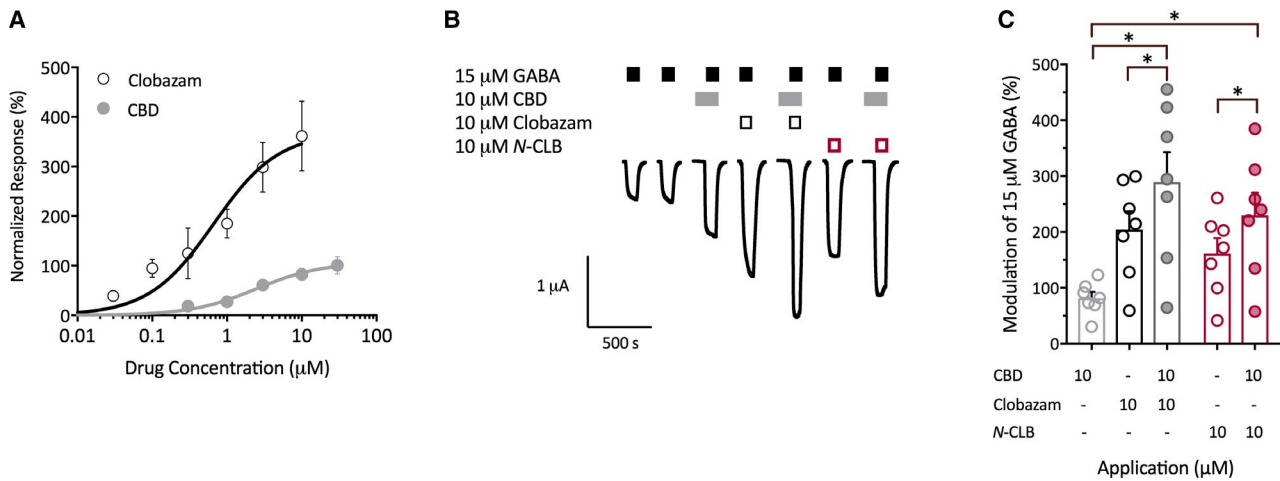 A
Normalized Response (%)
500
400
300
200
100
0
Clobazam
CBD
0.01 0.1 1 10 100
Drug Concentration (μM)
B
15 μM GABA
10 μM CBD
10 μM Clobazam
10 μM N-CLB
1 μA
500 s
C
Modulation of 15 μM GABA (%)
500
400
300
200
100
0
*
*
*
*
CBD 10 - 10 - 10
Clobazam - 10 10 - -
N-CLB - - - 10 10
Application (μM)